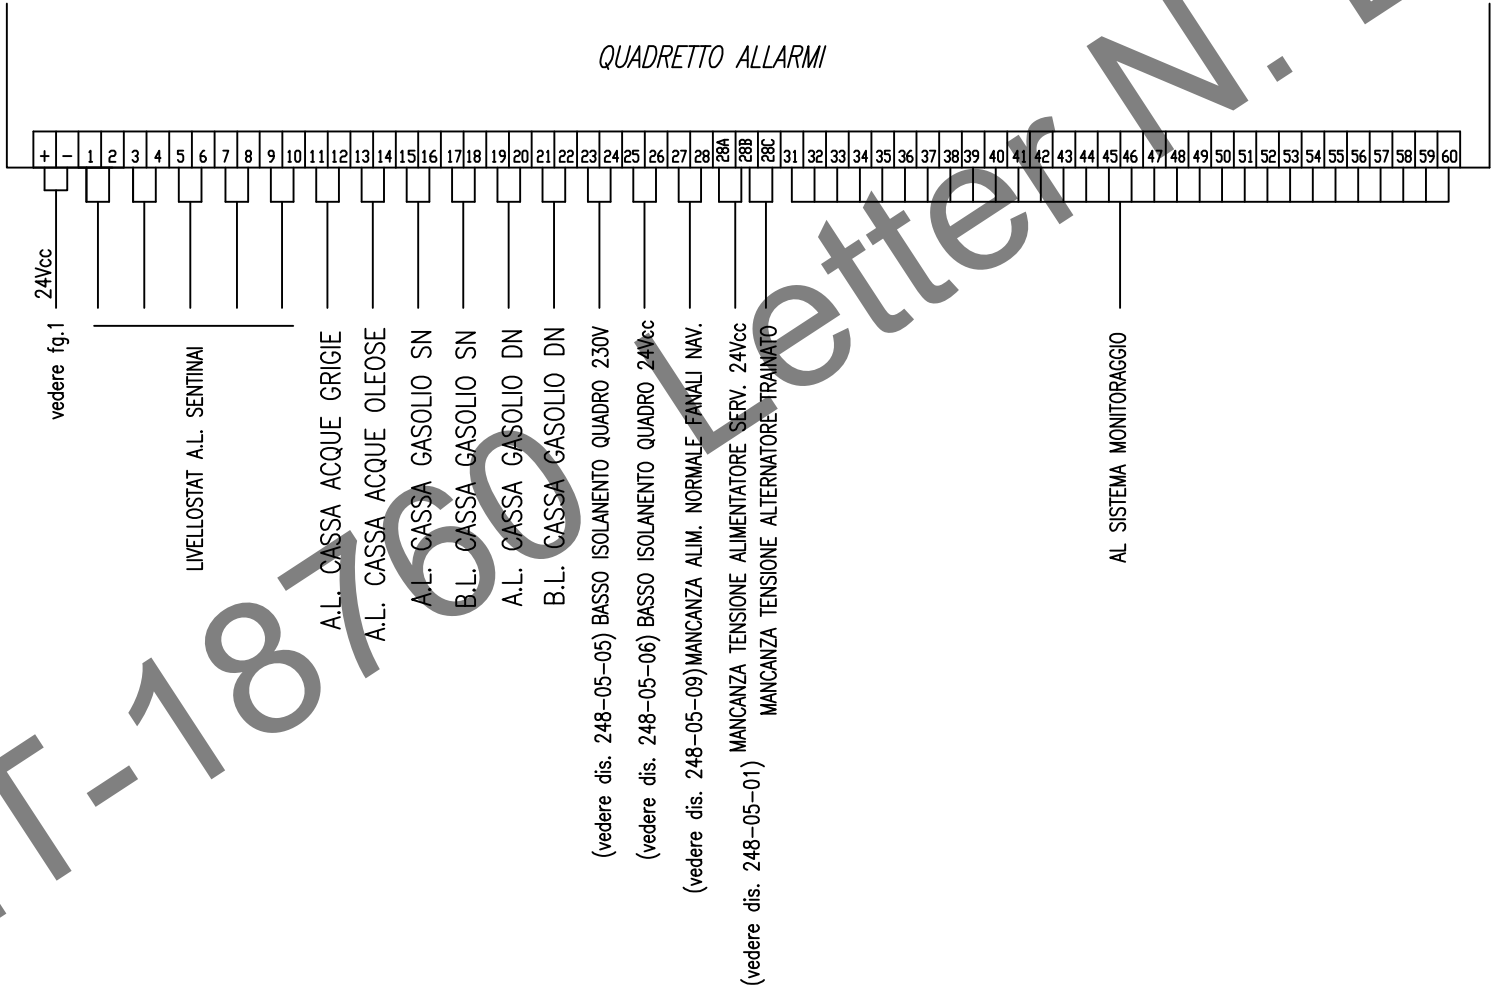 QUADRETTO ALLARMI
+ − 1 2 3 4 5 6 7 8 9 10 11 12 13 14 15 16 17 18 19 20 21 22 23 24 25 26 27 28 28A 28B 28C 31 32 33 34 35 36 37 38 39 40 41 42 43 44 45 46 47 48 49 50 51 52 53 54 55 56 57 58 59 60
24Vcc
vedere fg.1
LIVELLOSTAT A.L. SENTINAI
A.L. CASSA ACQUE GRIGIE
A.L. CASSA ACQUE OLEOSE
A.L. CASSA GASOLIO SN
B.L. CASSA GASOLIO SN
A.L. CASSA GASOLIO DN
B.L. CASSA GASOLIO DN
(vedere dis. 248-05-05) BASSO ISOLANENTO QUADRO 230V
(vedere dis. 248-05-06) BASSO ISOLANENTO QUADRO 24Vcc
(vedere dis. 248-05-09) MANCANZA ALIM. NORMALE FANALI NAV.
(vedere dis. 248-05-01) MANCANZA TENSIONE ALIMENTATORE SERV. 24Vcc
MANCANZA TENSIONE ALTERNATORE TRAINATO
AL SISTEMA MONITORAGGIO
T-18760 Letter N.